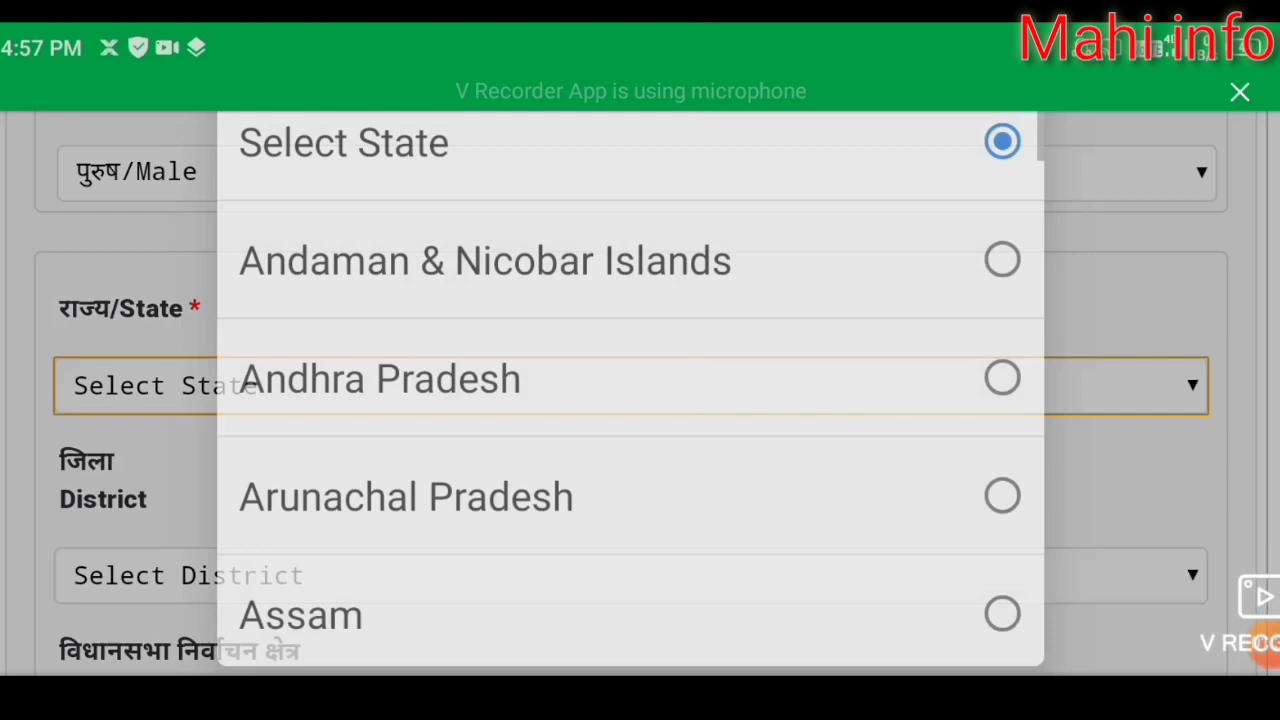 Mahi info
4:57 PM
V Recorder App is using microphone
Select State
पुरुष/Male
Andaman & Nicobar Islands
राज्य/State *
Andhra Pradesh
Select State
जिला
District
Arunachal Pradesh
Select District
Assam
विधानसभा निर्वाचन क्षेत्र
V RECO